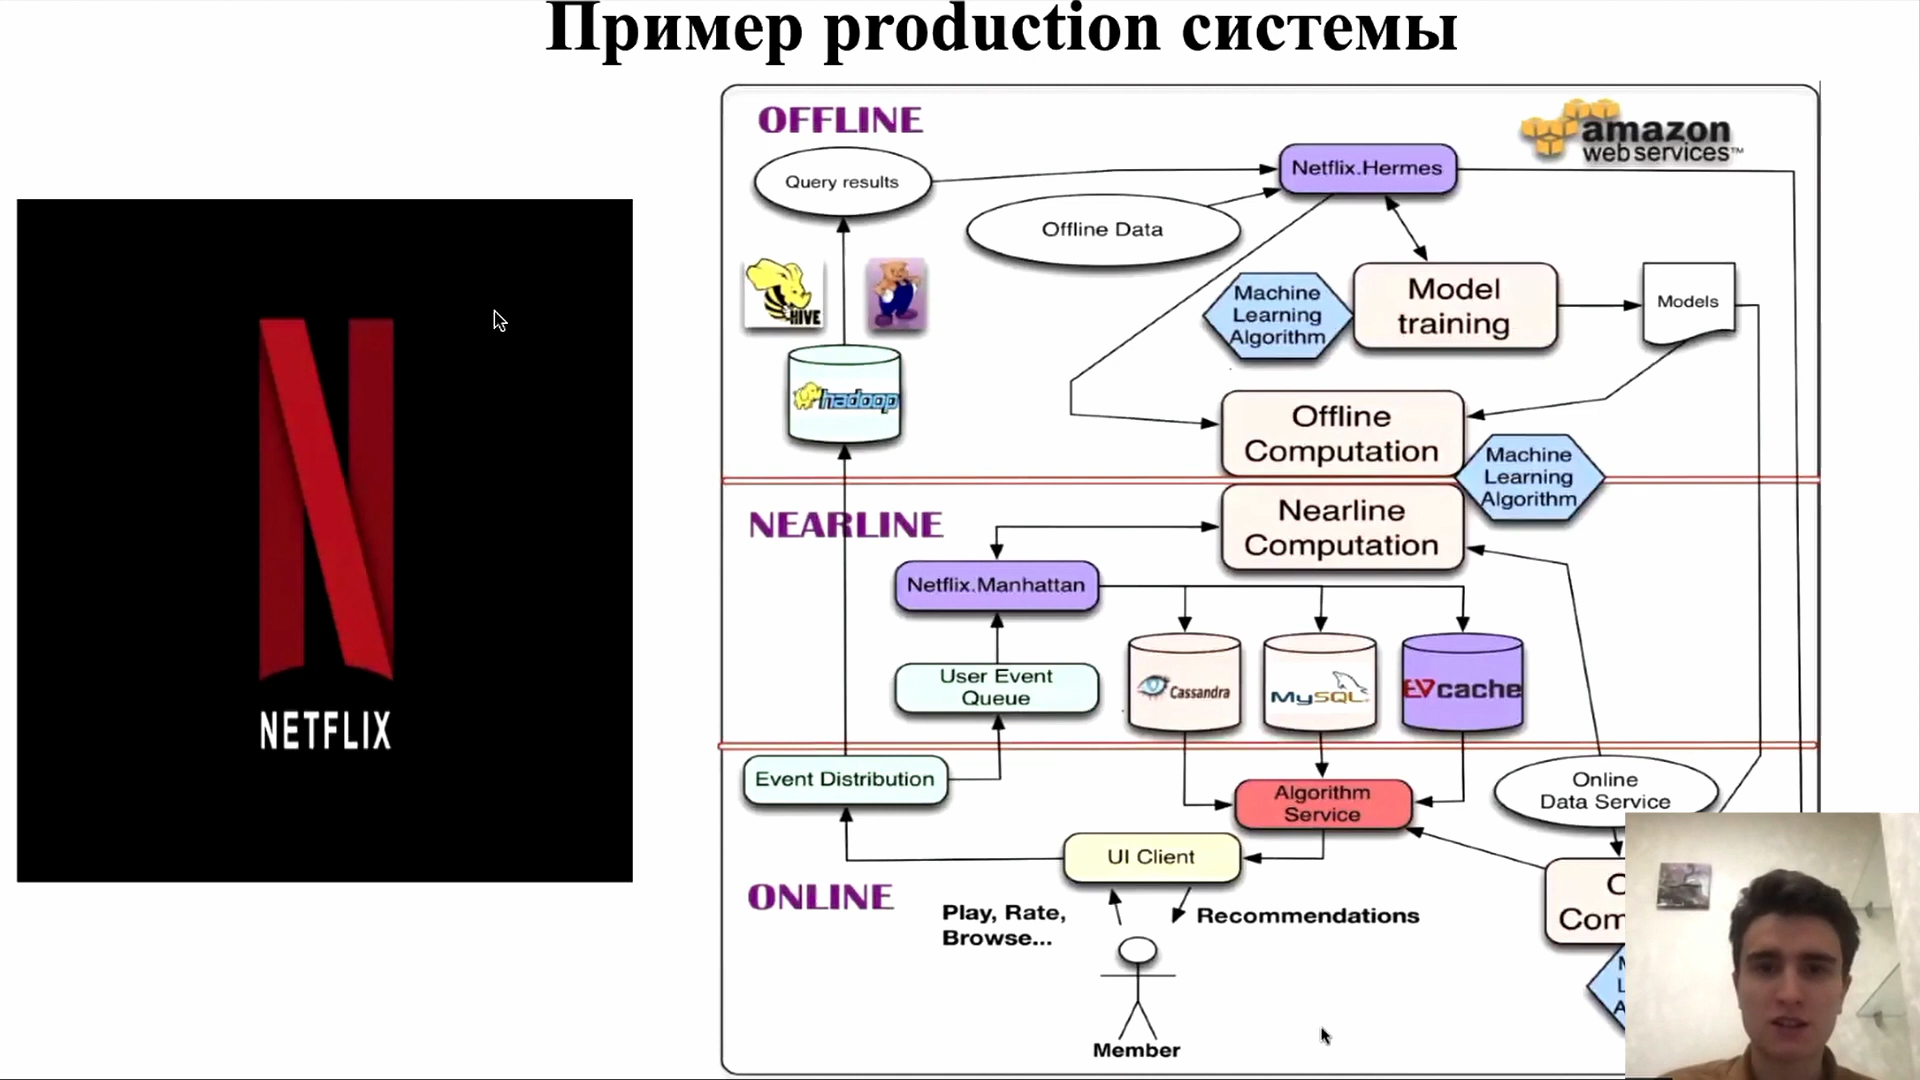 Пример production системы
NETFLIX
OFFLINE
amazon
web services™
Query results
Netflix.Hermes
Offline Data
HIVE
Machine
Learning
Algorithm
Model
training
Models
hadoop
Offline
Computation
Machine
Learning
Algorithm
NEARLINE
Nearline
Computation
Netflix.Manhattan
User Event
Queue
Cassandra
MySQL
EVcache
Event Distribution
Algorithm
Service
Online
Data Service
UI Client
ONLINE
Play, Rate,
Browse...
Recommendations
Member